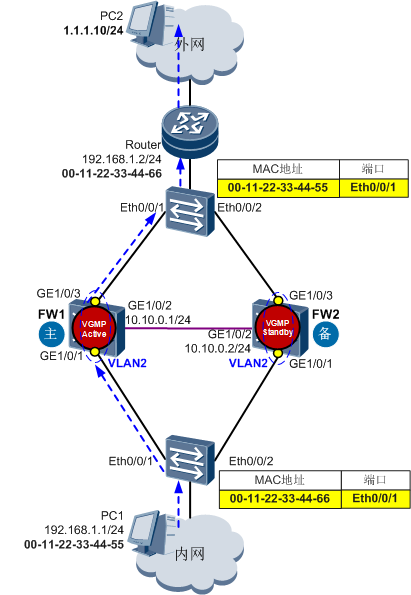 PC2
1.1.1.10/24
外网
Router
192.168.1.2/24
00-11-22-33-44-66
MAC地址 端口
00-11-22-33-44-55 Eth0/0/1
Eth0/0/1
Eth0/0/2
GE1/0/3
GE1/0/3
FW1
主
VGMP
Active
GE1/0/2
10.10.0.1/24
GE1/0/1
VLAN2
FW2
备
VGMP
Standby
GE1/0/2
10.10.0.2/24
VLAN2
GE1/0/1
Eth0/0/1
Eth0/0/2
MAC地址 端口
00-11-22-33-44-66 Eth0/0/1
PC1
192.168.1.1/24
00-11-22-33-44-55
内网